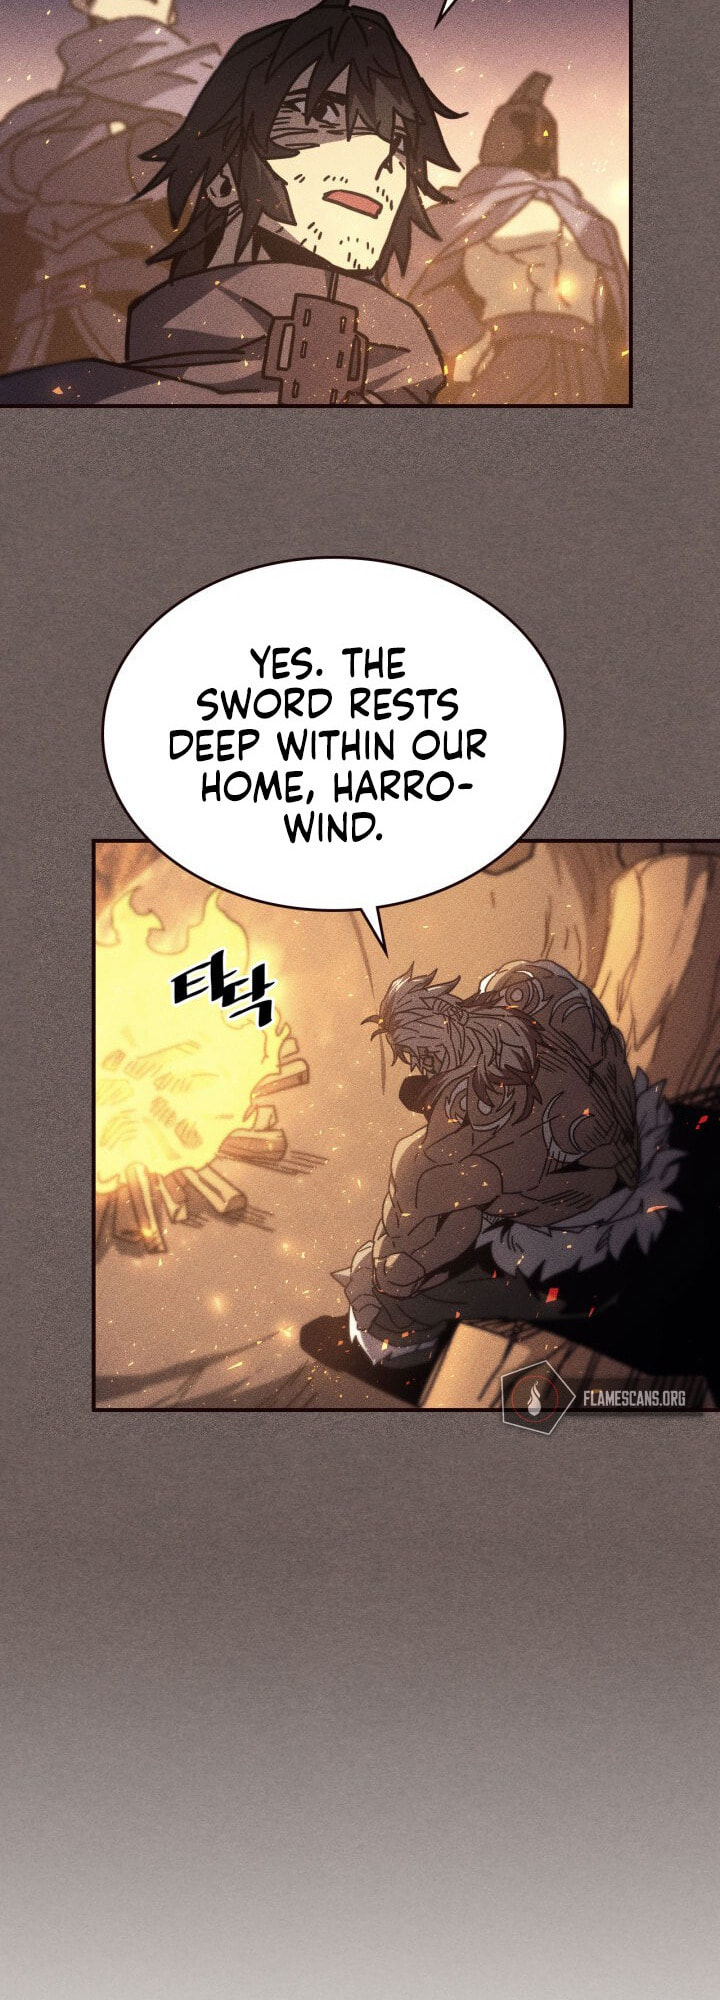 YES. THE
SWORD RESTS
DEEP WITHIN OUR
HOME, HARRO-
WIND.
타닥
FLAMESCANS.ORG